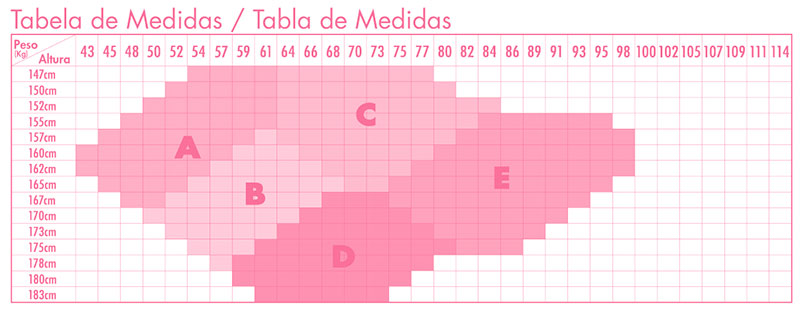 Tabela de Medidas / Tabla de Medidas
Peso (Kg) Altura 43 45 48 50 52 54 57 59 61 64 66 68 70 73 75 77 80 82 84 86 89 91 93 95 98 100 102 105 107 109 111 114
147cm
150cm
152cm
155cm C
157cm
160cm A
162cm
165cm E
167cm B
170cm
173cm
175cm D
178cm
180cm
183cm